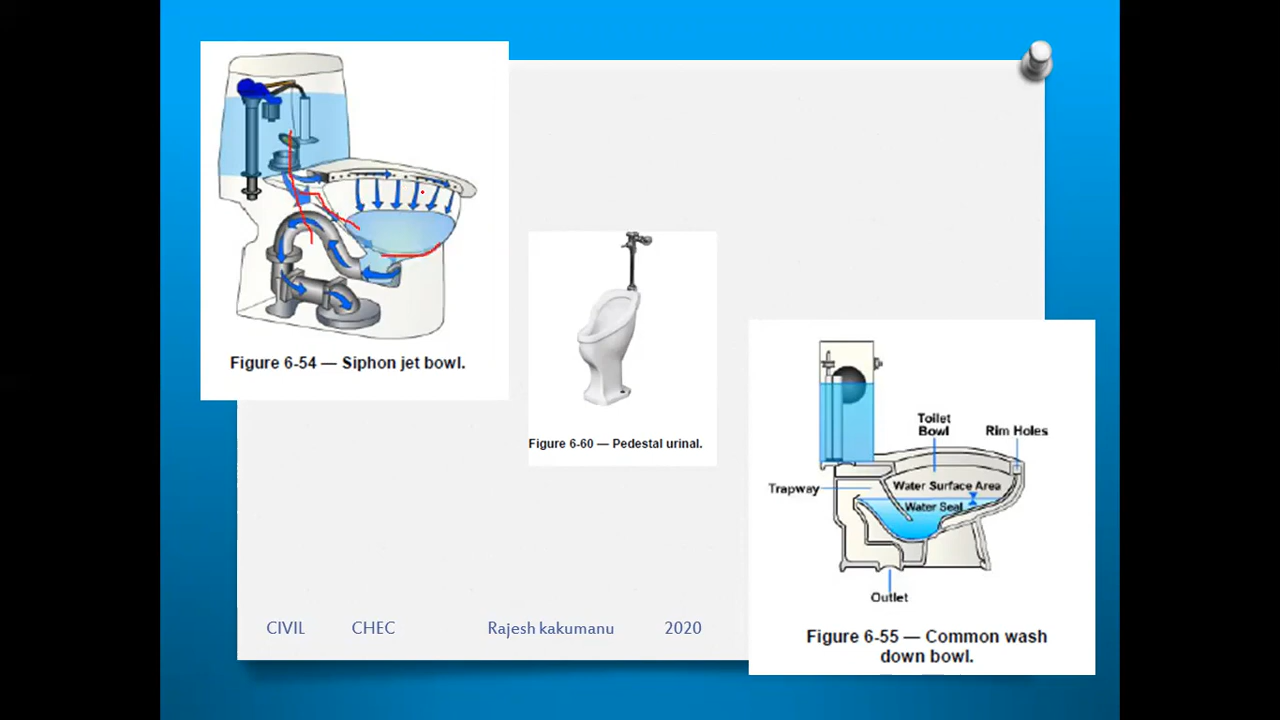 Figure 6-54 — Siphon jet bowl.
Figure 6-60 — Pedestal urinal.
Toilet
Bowl
Rim Holes
Trapway
Water Surface Area
Water Seal
Outlet
Figure 6-55 — Common wash
down bowl.
CIVIL CHEC Rajesh kakumanu 2020